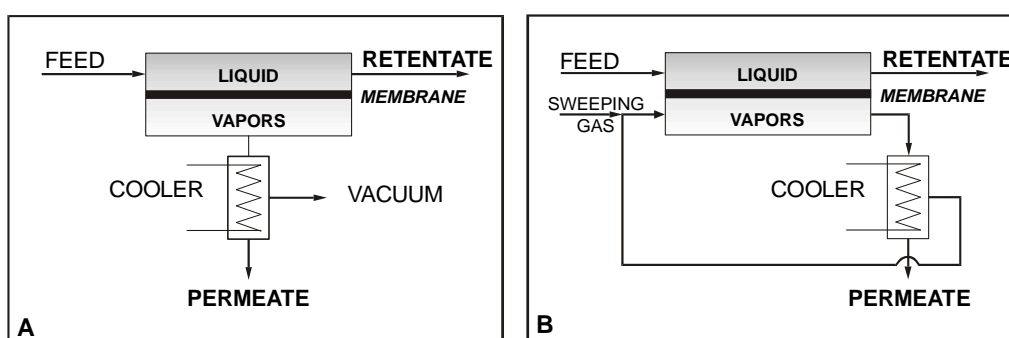 FEED
RETENTATE
LIQUID
MEMBRANE
VAPORS
COOLER
VACUUM
PERMEATE
A
FEED
RETENTATE
LIQUID
MEMBRANE
SWEEPING
GAS
VAPORS
COOLER
PERMEATE
B